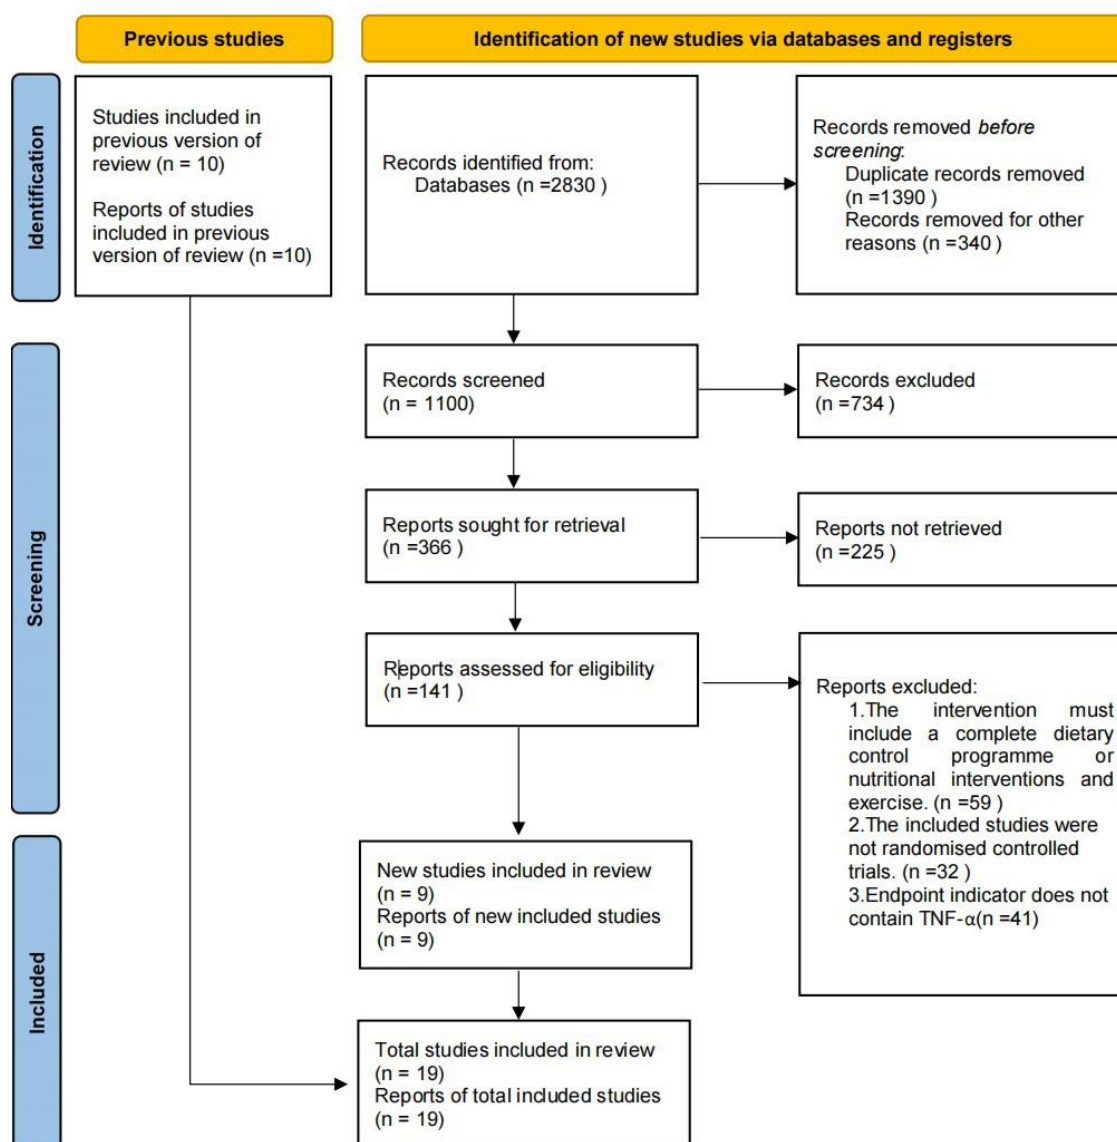 Previous studies
Identification of new studies via databases and registers
Identification
Studies included in
previous version of
review (n = 10)
Reports of studies
included in previous
version of review (n =10)
Records identified from:
Databases (n =2830 )
Records removed before
screening:
Duplicate records removed
(n =1390 )
Records removed for other
reasons (n =340 )
Screening
Records screened
(n = 1100)
Records excluded
(n =734 )
Reports sought for retrieval
(n =366 )
Reports not retrieved
(n =225 )
Reports assessed for eligibility
(n =141 )
Reports excluded:
1.The intervention must
include a complete dietary
control programme or
nutritional interventions and
exercise. (n =59 )
2.The included studies were
not randomised controlled
trials. (n =32 )
3.Endpoint indicator does not
contain TNF-α(n =41)
Included
New studies included in review
(n = 9)
Reports of new included studies
(n = 9)
Total studies included in review
(n = 19)
Reports of total included studies
(n = 19)